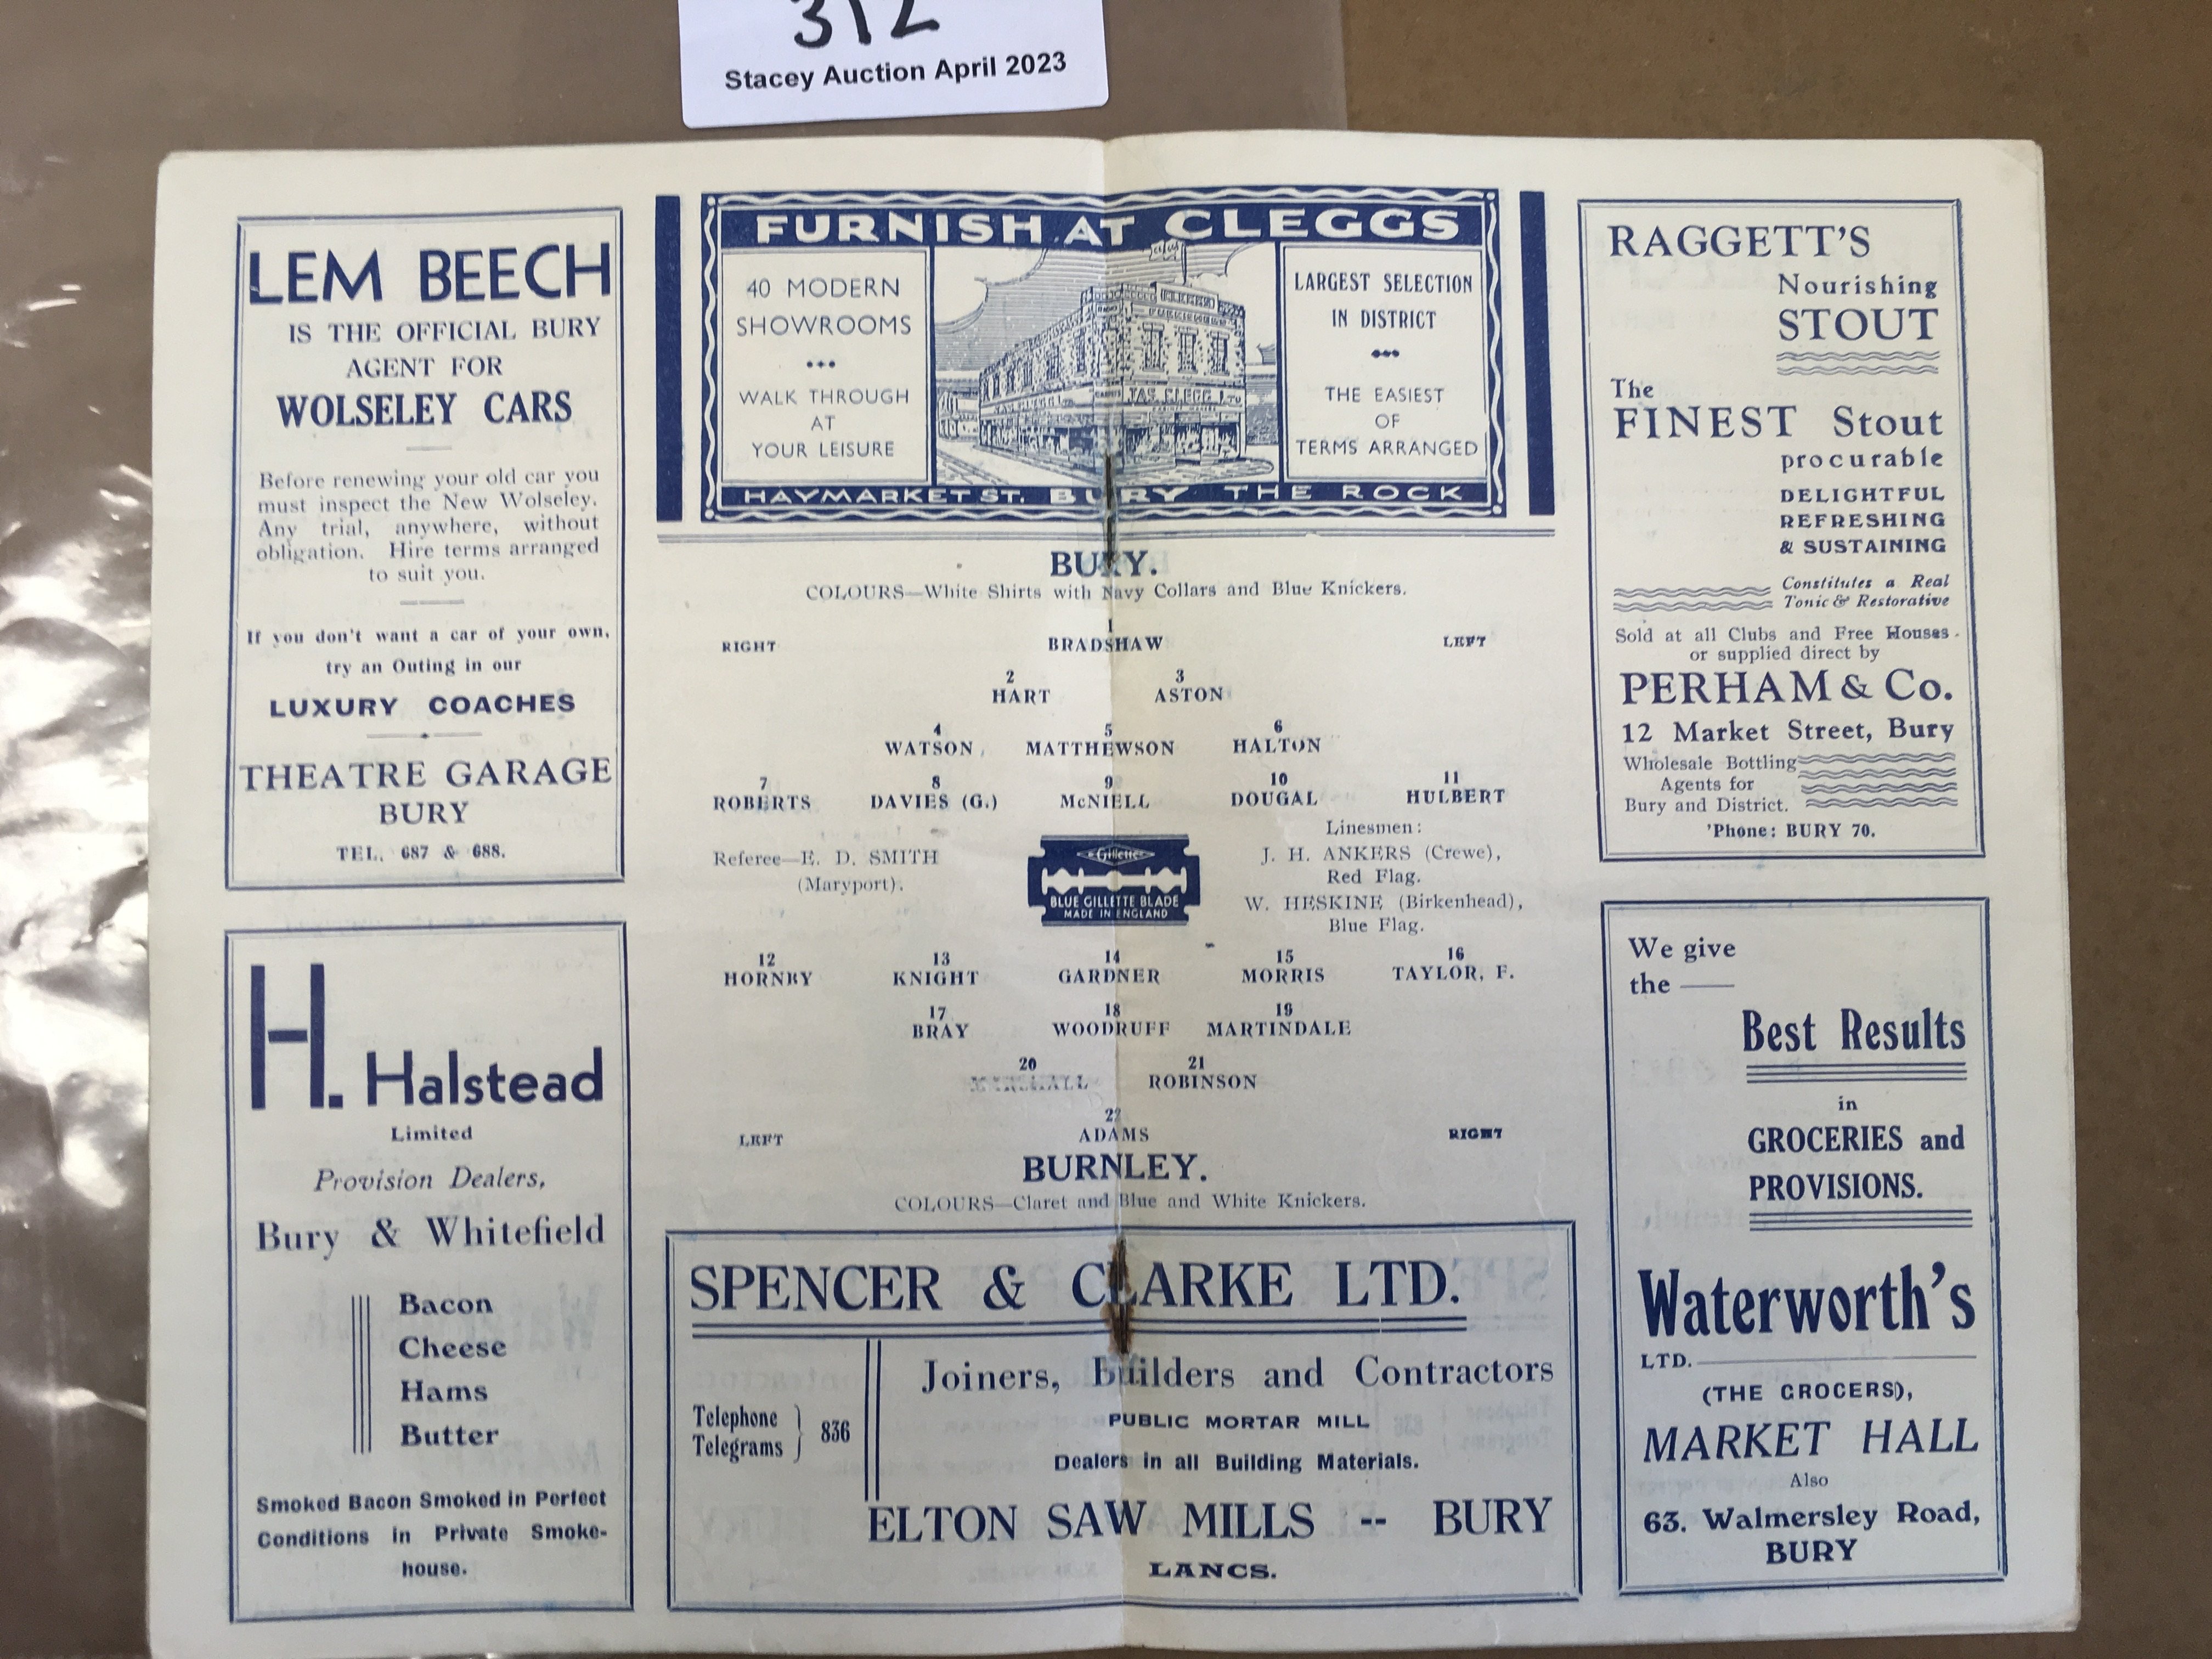 312
Stacey Auction April 2023
LEM BEECH
IS THE OFFICIAL BURY
AGENT FOR
WOLSELEY CARS
Before renewing your old car you
must inspect the New Wolseley.
Any trial, anywhere, without
obligation. Hire terms arranged
to suit you.
If you don't want a car of your own,
try an Outing in our
LUXURY COACHES
THEATRE GARAGE
BURY
TEL. 687 & 688.
H. Halstead
Limited
Provision Dealers,
Bury & Whitefield
Bacon
Cheese
Hams
Butter
Smoked Bacon Smoked in Perfect
Conditions in Private Smoke-
house.
FURNISH AT CLEGGS
40 MODERN
SHOWROOMS
WALK THROUGH
AT
YOUR LEISURE
JAS. CLEGG LTD
LARGEST SELECTION
IN DISTRICT
THE EASIEST
OF
TERMS ARRANGED
HAYMARKET ST. BURY THE ROCK
BURY.
COLOURS—White Shirts with Navy Collars and Blue Knickers.
1
RIGHT BRADSHAW LEFT
2 3
HART ASTON
4 5 6
WATSON MATTHEWSON HALTON
7 8 9 10 11
ROBERTS DAVIES (G.) McNIELL DOUGAL HULBERT
Referee—E. D. SMITH
(Maryport).
Gillette
BLUE GILLETTE BLADE
MADE IN ENGLAND
Linesmen:
J. H. ANKERS (Crewe),
Red Flag.
W. HESKINE (Birkenhead),
Blue Flag.
12 13 14 15 16
HORNBY KNIGHT GARDNER MORRIS TAYLOR, F.
17 18 19
BRAY WOODRUFF MARTINDALE
20 21
ROBINSON
22
LEFT ADAMS RIGHT
BURNLEY.
COLOURS—Claret and Blue and White Knickers.
SPENCER & CLARKE LTD.
Telephone
Telegrams } 836
Joiners, Builders and Contractors
PUBLIC MORTAR MILL
Dealers in all Building Materials.
ELTON SAW MILLS -- BURY
LANCS.
RAGGETT'S
Nourishing
STOUT
The
FINEST Stout
procurable
DELIGHTFUL
REFRESHING
& SUSTAINING
Constitutes a Real
Tonic & Restorative
Sold at all Clubs and Free Houses.
or supplied direct by
PERHAM & Co.
12 Market Street, Bury
Wholesale Bottling
Agents for
Bury and District.
'Phone: BURY 70.
We give
the —
Best Results
in
GROCERIES and
PROVISIONS.
Waterworth's
LTD.
(THE GROCERS),
MARKET HALL
Also
63. Walmersley Road,
BURY